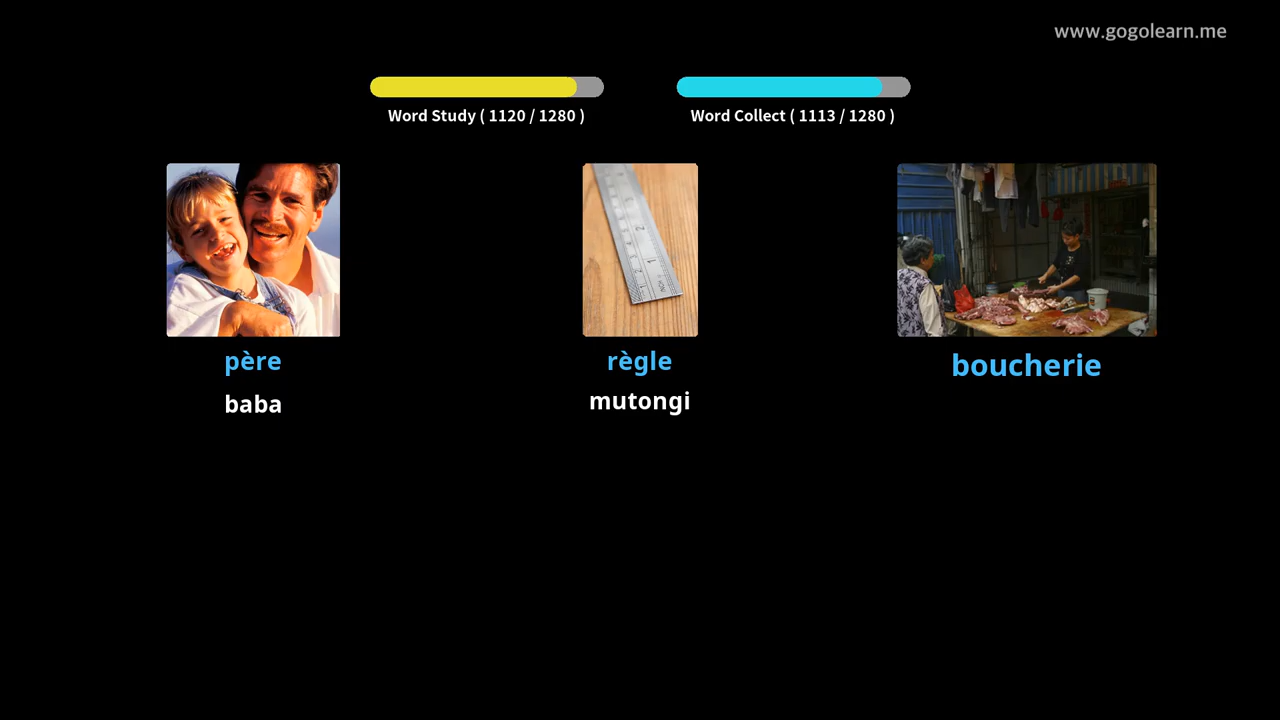 www.gogolearn.me
Word Study ( 1120 / 1280 )
Word Collect ( 1113 / 1280 )
père
baba
règle
mutongi
boucherie